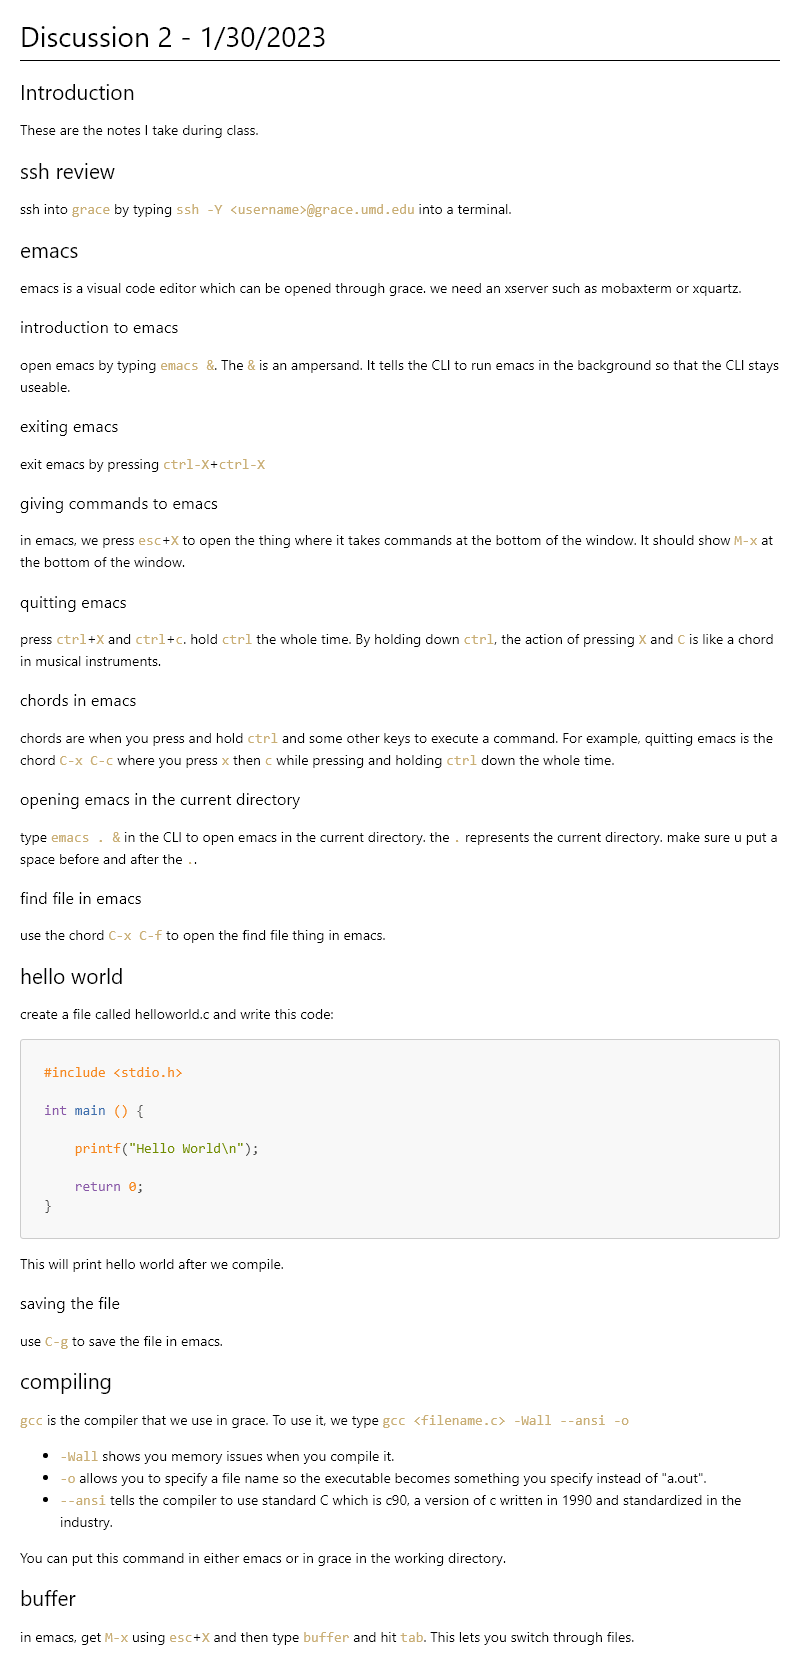 Discussion 2 - 1/30/2023
Introduction
These are the notes I take during class.
ssh review
ssh into grace by typing ssh -Y <username>@grace.umd.edu into a terminal.
emacs
emacs is a visual code editor which can be opened through grace. we need an xserver such as mobaxterm or xquartz.
introduction to emacs
open emacs by typing emacs &. The & is an ampersand. It tells the CLI to run emacs in the background so that the CLI stays
useable.
exiting emacs
exit emacs by pressing ctrl-X+ctrl-X
giving commands to emacs
in emacs, we press esc+X to open the thing where it takes commands at the bottom of the window. It should show M-x at
the bottom of the window.
quitting emacs
press ctrl+X and ctrl+c. hold ctrl the whole time. By holding down ctrl, the action of pressing X and C is like a chord
in musical instruments.
chords in emacs
chords are when you press and hold ctrl and some other keys to execute a command. For example, quitting emacs is the
chord C-x C-c where you press x then c while pressing and holding ctrl down the whole time.
opening emacs in the current directory
type emacs . & in the CLI to open emacs in the current directory. the . represents the current directory. make sure u put a
space before and after the ..
find file in emacs
use the chord C-x C-f to open the find file thing in emacs.
hello world
create a file called helloworld.c and write this code:
#include <stdio.h>
int main () {
printf("Hello World\n");
return 0;
}
This will print hello world after we compile.
saving the file
use C-g to save the file in emacs.
compiling
gcc is the compiler that we use in grace. To use it, we type gcc <filename.c> -Wall --ansi -o
• -Wall shows you memory issues when you compile it.
• -o allows you to specify a file name so the executable becomes something you specify instead of "a.out".
• --ansi tells the compiler to use standard C which is c90, a version of c written in 1990 and standardized in the
industry.
You can put this command in either emacs or in grace in the working directory.
buffer
in emacs, get M-x using esc+X and then type buffer and hit tab. This lets you switch through files.